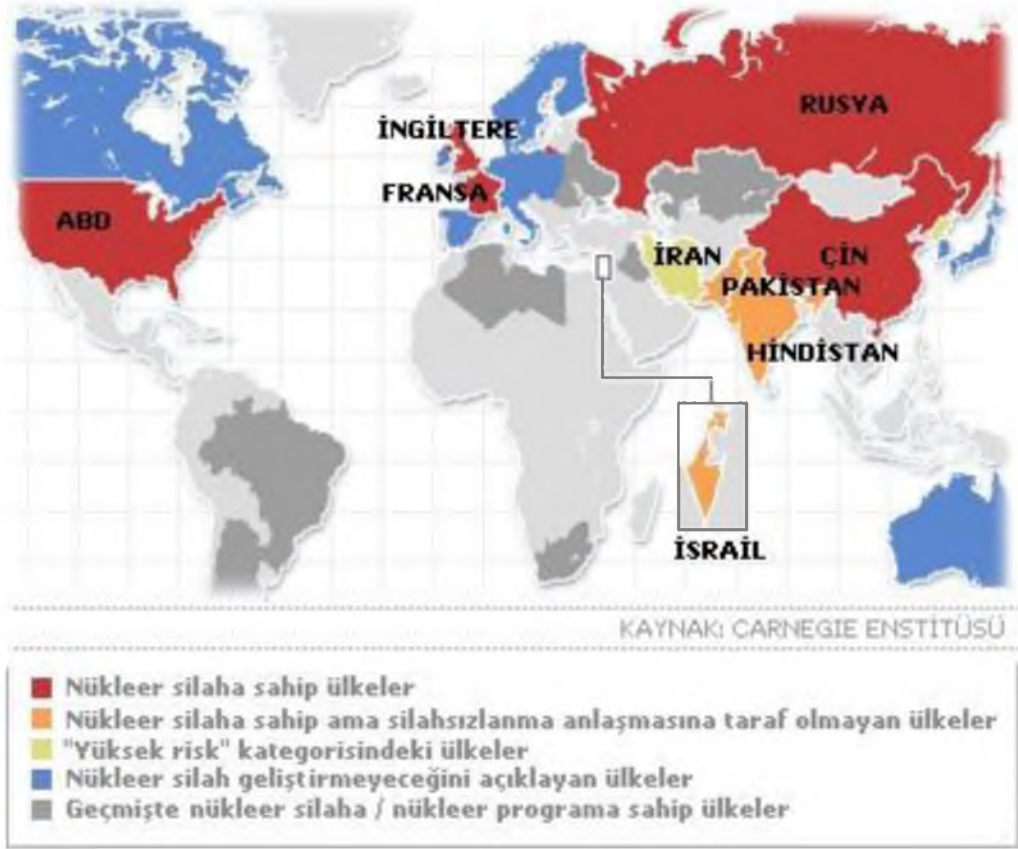 RUSYA
İNGİLTERE
FRANSA
ABD
İRAN
ÇİN
PAKİSTAN
HİNDİSTAN
İSRAİL
KAYNAK: CARNEGIE ENSTİTÜSÜ
Nükleer silaha sahip ülkeler
Nükleer silaha sahip ama silahsızlanma anlaşmasına taraf olmayan ülkeler
"Yüksek risk" kategorisindeki ülkeler
Nükleer silah geliştirmeyeceğini açıklayan ülkeler
Geçmişte nükleer silaha / nükleer programa sahip ülkeler